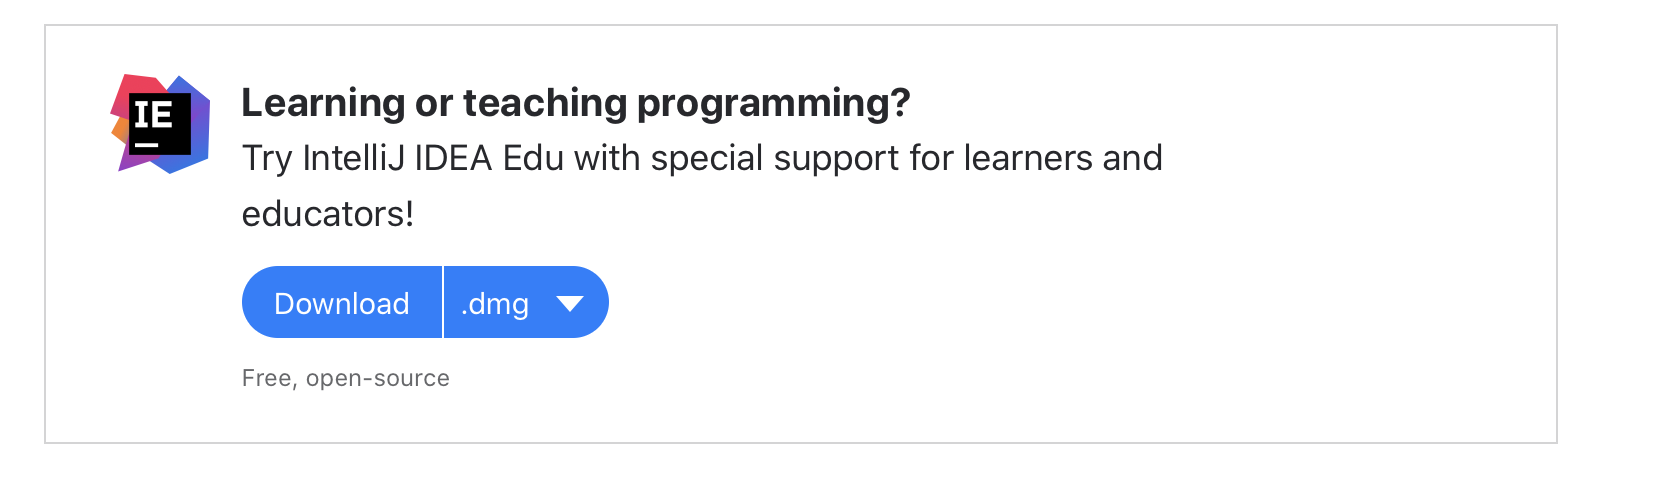 IE
Learning or teaching programming?
Try IntelliJ IDEA Edu with special support for learners and
educators!
Download
.dmg
Free, open-source